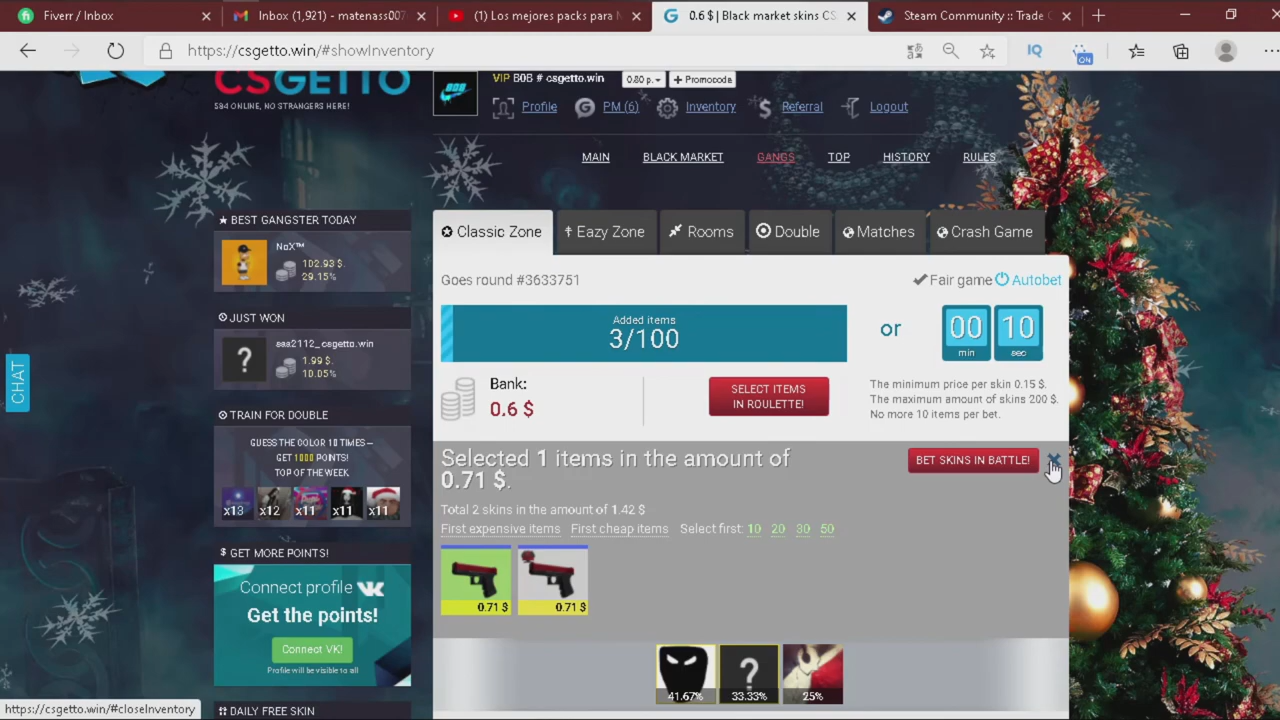 Fiverr / Inbox
Inbox (1,921) - matenass007
(1) Los mejores packs para M
0.6 $ | Black market skins CS
Steam Community :: Trade O
https://csgetto.win/#showInventory
IQ
ON
CSGETTO
584 ONLINE, NO STRANGERS HERE!
BOB
VIP B0B # csgetto.win
0.80 p.
+ Promocode
Profile
PM (6)
Inventory
Referral
Logout
MAIN
BLACK MARKET
GANGS
TOP
HISTORY
RULES
BEST GANGSTER TODAY
NoX™
102.93 $.
29.15%
JUST WON
saa2112_csgetto.win
1.99 $.
10.05%
TRAIN FOR DOUBLE
GUESS THE COLOR 10 TIMES —
GET 1000 POINTS!
TOP OF THE WEEK
x13
x12
x11
x11
x11
GET MORE POINTS!
Connect profile
Get the points!
Connect VK!
Profile will be visible to all
DAILY FREE SKIN
CHAT
Classic Zone
Eazy Zone
Rooms
Double
Matches
Crash Game
Goes round #3633751
Fair game
Autobet
Added items
3/100
or
00
min
10
sec
Bank:
0.6 $
SELECT ITEMS
IN ROULETTE!
The minimum price per skin 0.15 $.
The maximum amount of skins 200 $.
No more 10 items per bet.
Selected 1 items in the amount of
0.71 $.
BET SKINS IN BATTLE!
Total 2 skins in the amount of 1.42 $
First expensive items
First cheap items
Select first: 10 20 30 50
0.71 $
0.71 $
41.67%
33.33%
25%
https://csgetto.win/#closeInventory